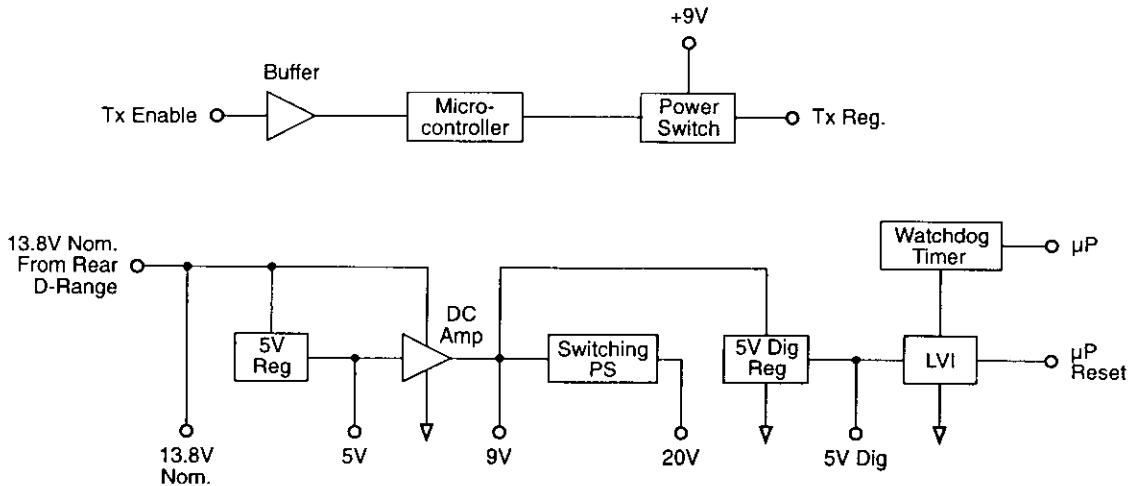 +9V
Buffer
Tx Enable
Micro-
controller
Power
Switch
Tx Reg.
13.8V Nom.
From Rear
D-Range
Watchdog
Timer
µP
DC
Amp
5V
Reg
Switching
PS
5V Dig
Reg
LVI
µP
Reset
13.8V
Nom.
5V
9V
20V
5V Dig